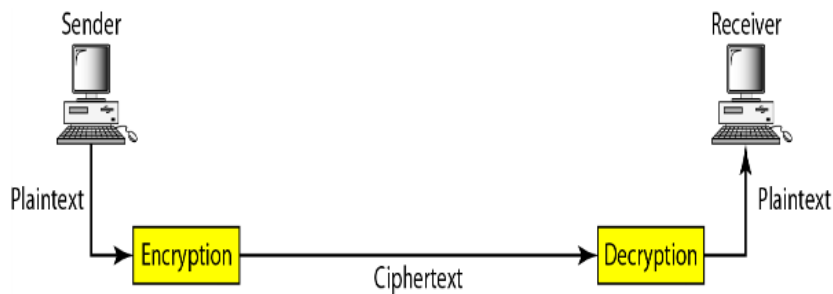 Sender
Receiver
Plaintext
Plaintext
Encryption
Ciphertext
Decryption